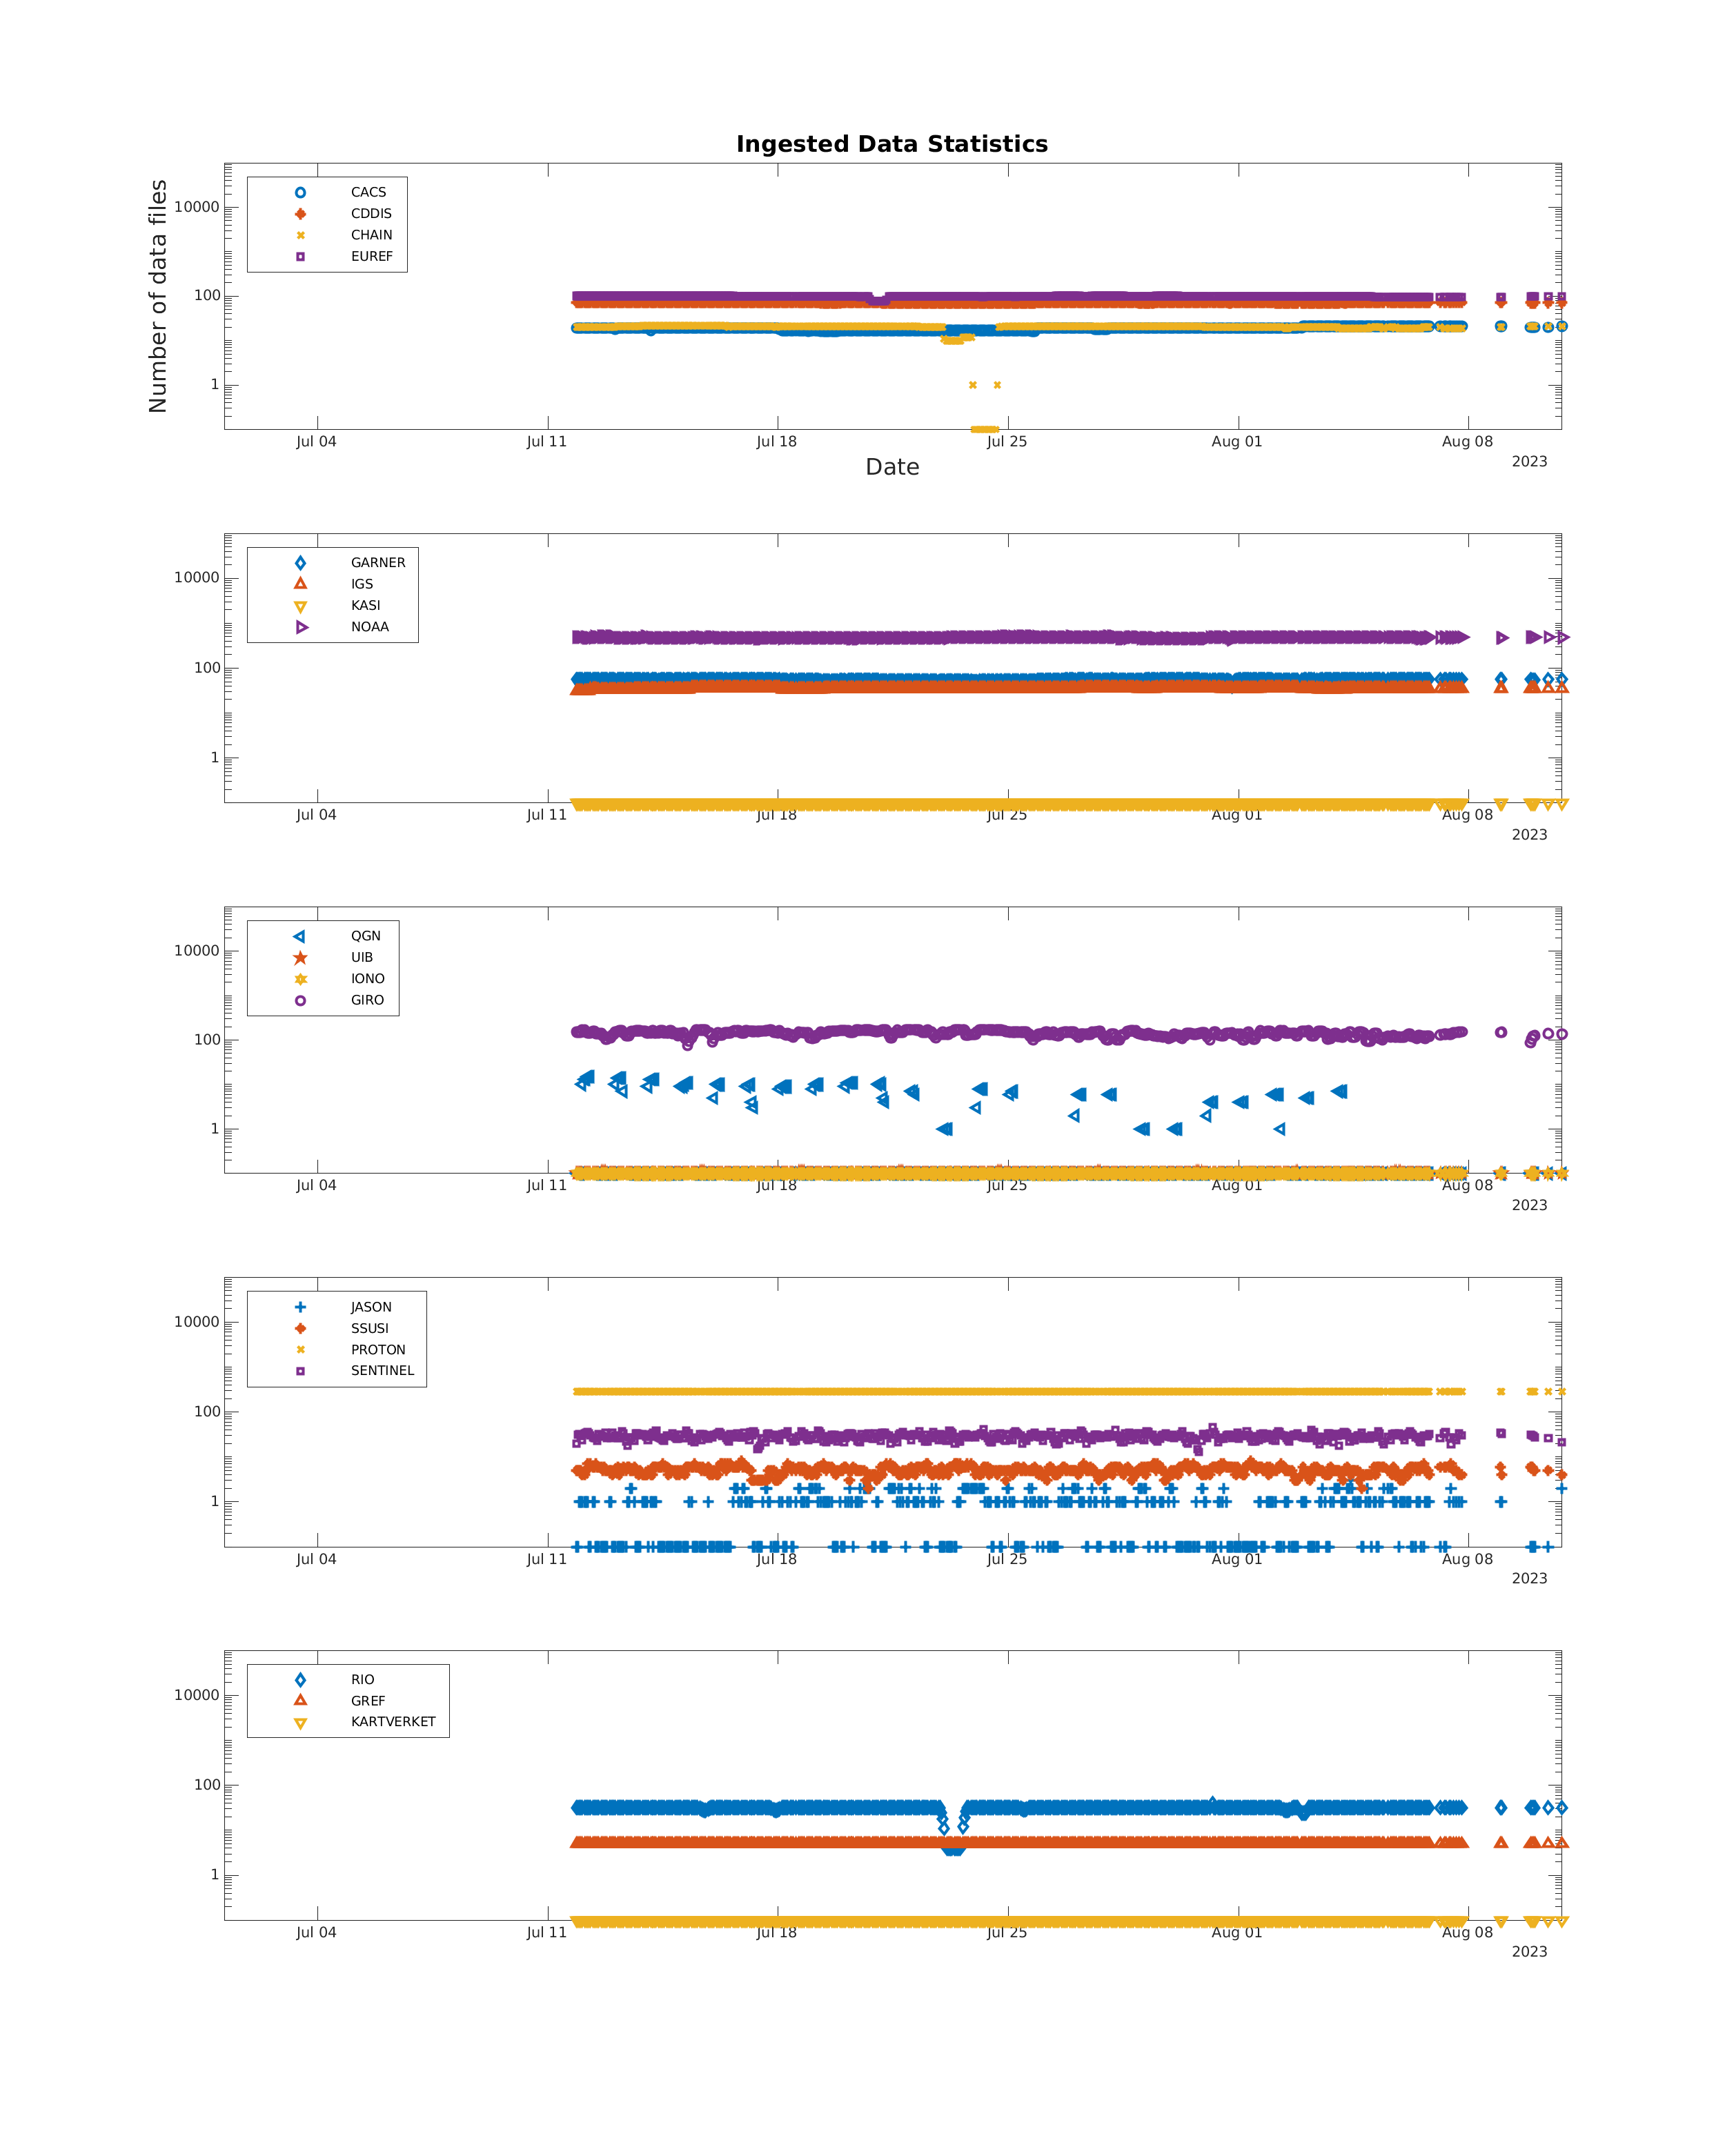 Ingested Data Statistics
Number of data files
10000
100
1
CACS
CDDIS
CHAIN
EUREF
Jul 04 Jul 11 Jul 18 Jul 25 Aug 01 Aug 08
2023
Date
10000
100
1
GARNER
IGS
KASI
NOAA
Jul 04 Jul 11 Jul 18 Jul 25 Aug 01 Aug 08
2023
10000
100
1
QGN
UIB
IONO
GIRO
Jul 04 Jul 11 Jul 18 Jul 25 Aug 01 Aug 08
2023
10000
100
1
JASON
SSUSI
PROTON
SENTINEL
Jul 04 Jul 11 Jul 18 Jul 25 Aug 01 Aug 08
2023
10000
100
1
RIO
GREF
KARTVERKET
Jul 04 Jul 11 Jul 18 Jul 25 Aug 01 Aug 08
2023